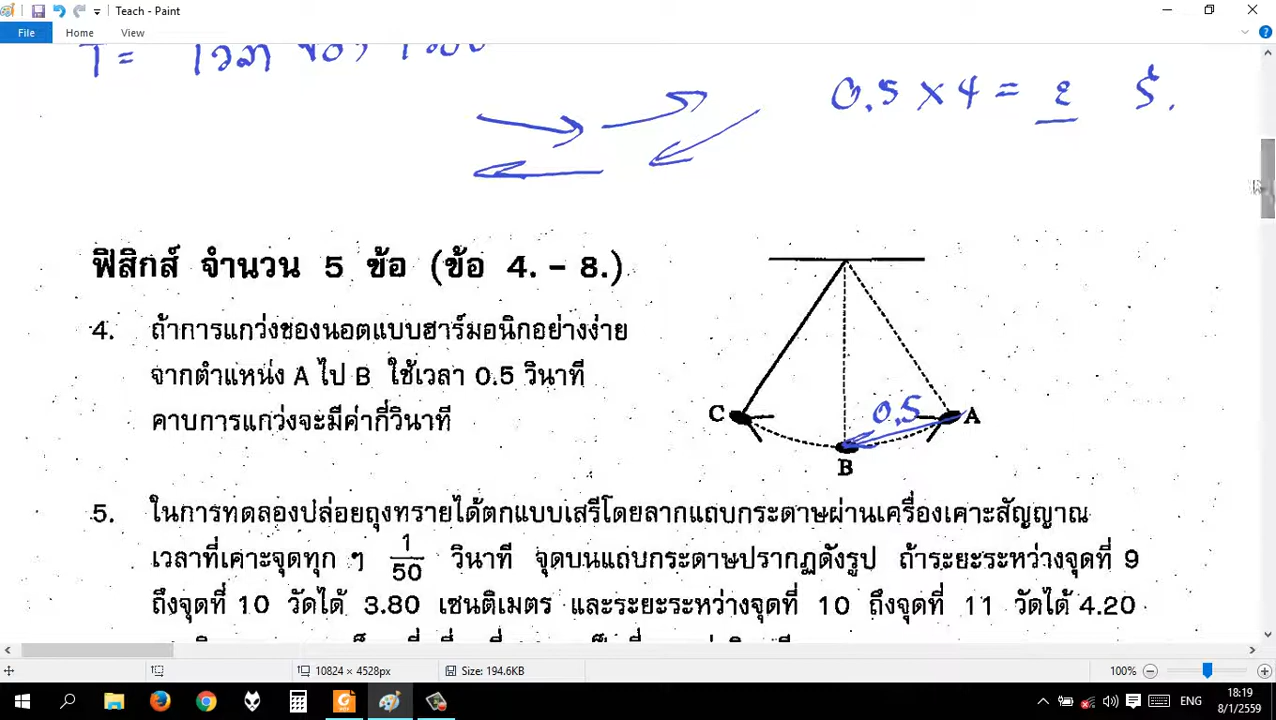 Teach - Paint
File Home View
T = เวลา
0.5 × 4 = 2
ฟิสิกส์ จำนวน 5 ข้อ (ข้อ 4. - 8.)
4. ถ้าการแกว่งของนอตแบบฮาร์มอนิกอย่างง่าย
จากตำแหน่ง A ไป B ใช้เวลา 0.5 วินาที
คาบการแกว่งจะมีค่ากี่วินาที
0.5
C A
B
5. ในการทดลองปล่อยถุงทรายให้ตกแบบเสรีโดยลากแถบกระดาษผ่านเครื่องเคาะสัญญาณ
เวลาที่เคาะจุดทุก ๆ 1/50 วินาที จุดบนแถบกระดาษปรากฏดังรูป ถ้าระยะระหว่างจุดที่ 9
ถึงจุดที่ 10 วัดได้ 3.80 เซนติเมตร และระยะระหว่างจุดที่ 10 ถึงจุดที่ 11 วัดได้ 4.20
10824 × 4528px Size: 194.6KB 100%
ENG 18:19
8/1/2559